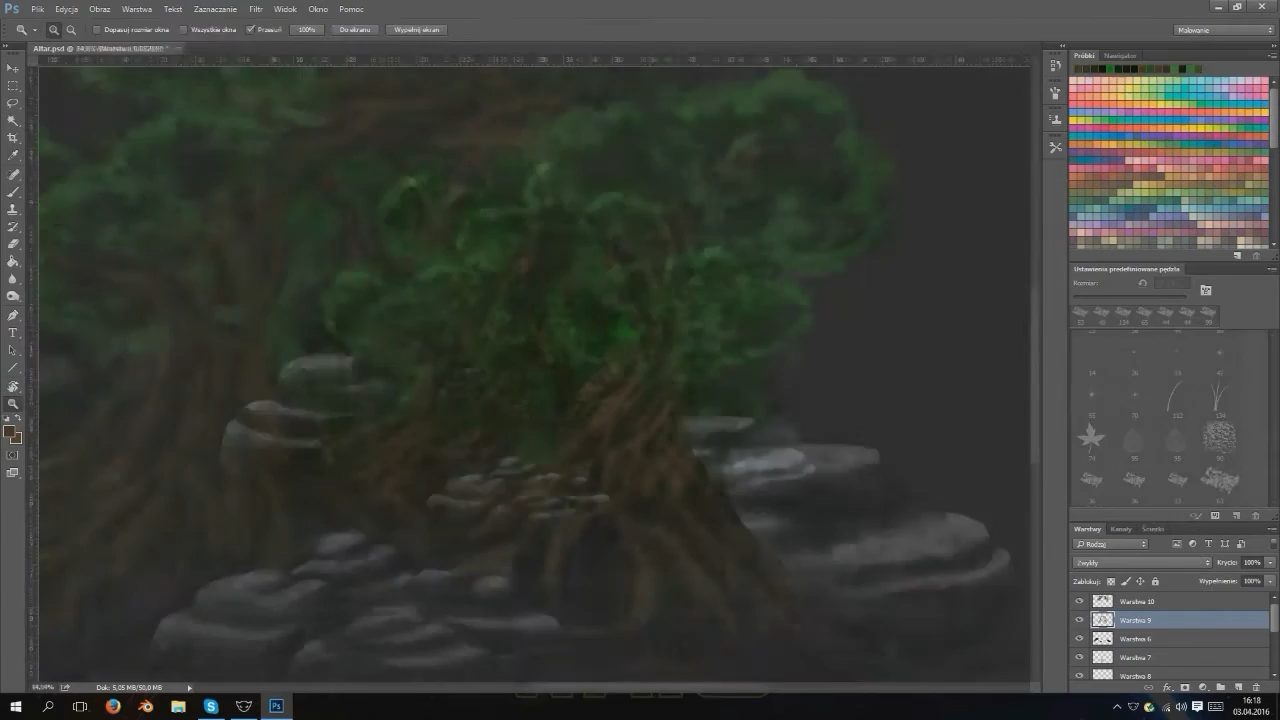 Ps Plik Edycja Obraz Warstwa Tekst Zaznaczanie Filtr Widok Okno Pomoc
Dopasuj rozmiar okna Wszystkie okna Przesuń 100% Do ekranu Wypełnij ekran Malowanie
Altar.psd @
Próbki Nawigator
Ustawienia predefiniowane pędzla
Rozmiar:
Warstwy Kanały Ścieżki
Rodzaj
Zwykły Krycie: 100%
Zablokuj: Wypełnienie: 100%
Warstwa 10
Warstwa 9
Warstwa 6
Warstwa 7
Warstwa 8
Dok: 5,05 MB/50,0 MB
16:18
03.04.2016